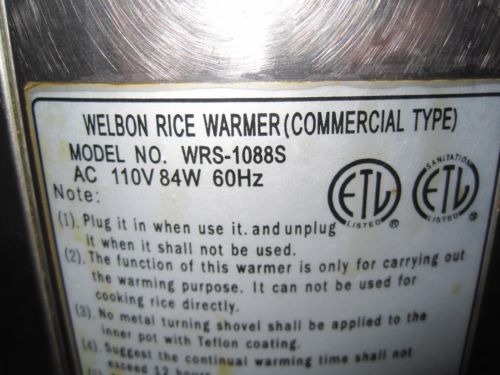 WELBON RICE WARMER(COMMERCIAL TYPE)
MODEL NO. WRS-1088S
AC 110V 84W 60Hz
ETL
LISTED
®
SANITATION
ETL
LISTED
®
Note:
(1). Plug it in when use it. and unplug
it when it shall not be used.
(2). The function of this warmer is only for carrying out
the warming purpose. It can not be used for
cooking rice directly.
(3). No metal turning shovel shall be applied to the
inner pot with Teflon coating.
(4). Suggest the continual warming time shall not
exceed 12 hours